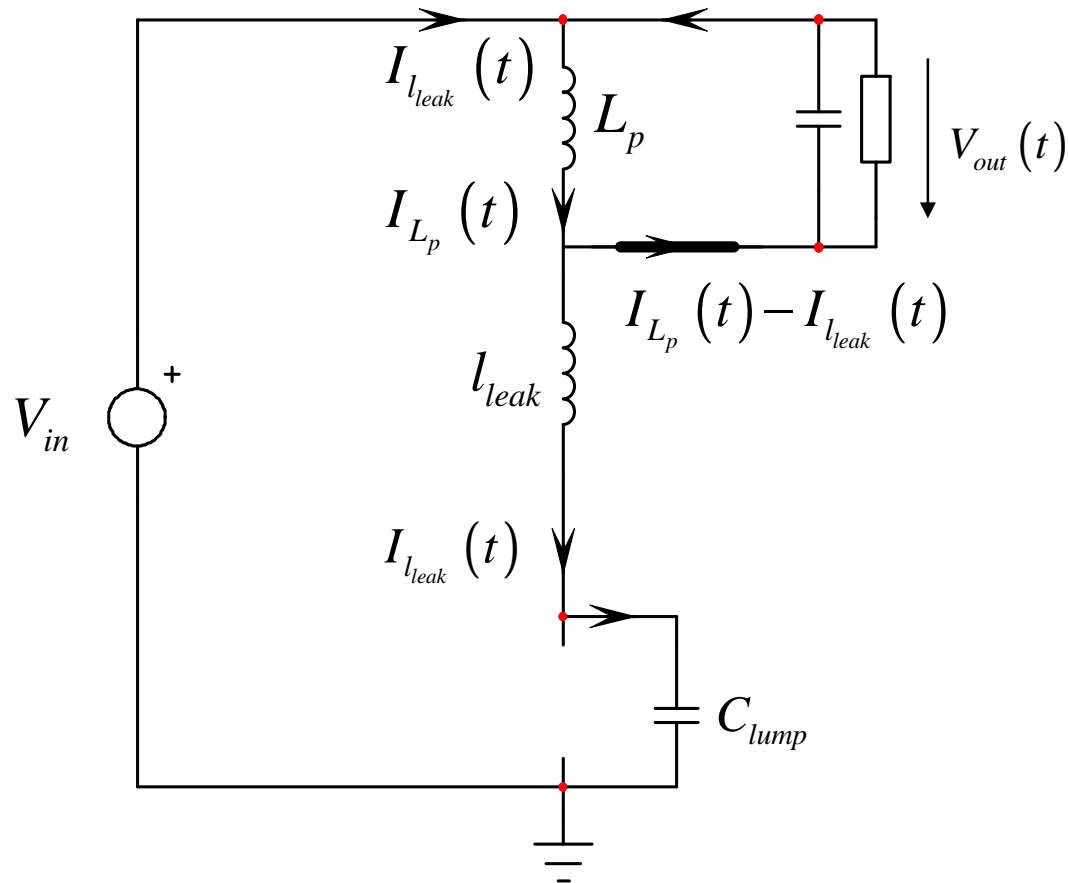 I_{l_{leak}}(t)
L_p
V_{out}(t)
I_{L_p}(t)
I_{L_p}(t) − I_{l_{leak}}(t)
l_{leak}
+
V_{in}
I_{l_{leak}}(t)
C_{lump}